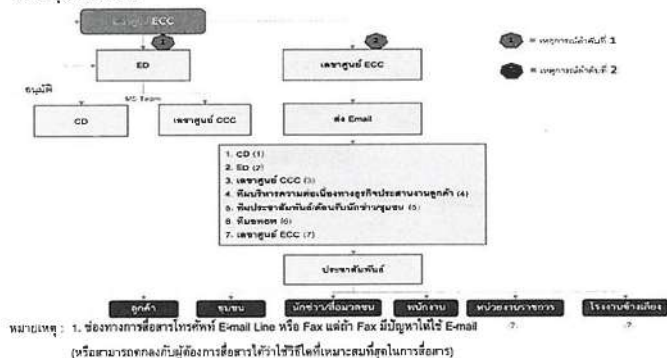 ECC
1 2
1 = เหตุการณ์ลำดับที่ 1
ED
เลขาศูนย์ ECC
2 = เหตุการณ์ลำดับที่ 2
อนุมัติ
MS Team
CD
เลขาศูนย์ CCC
ส่ง Email
1. CD (1)
2. ED (2)
3. เลขาศูนย์ CCC (3)
4. ทีมบริหารความต่อเนื่องทางธุรกิจประสานงานลูกค้า (4)
5. ทีมประชาสัมพันธ์/ต้อนรับนักข่าว/ชุมชน (5)
6. ทีมอพยพ (6)
7. เลขาศูนย์ ECC (7)
ประชาสัมพันธ์
ลูกค้า
ชุมชน
นักข่าว/สื่อมวลชน
พนักงาน
หน่วยงานราชการ
โรงงานข้างเคียง
หมายเหตุ : 1. ช่องทางการสื่อสารโทรศัพท์ E-mail Line หรือ Fax แต่ถ้า Fax มีปัญหาให้ใช้ E-mail
(หรือสามารถตกลงกับผู้ต้องการสื่อสารได้ว่าใช้วิธีใดที่เหมาะสมที่สุดในการสื่อสาร)